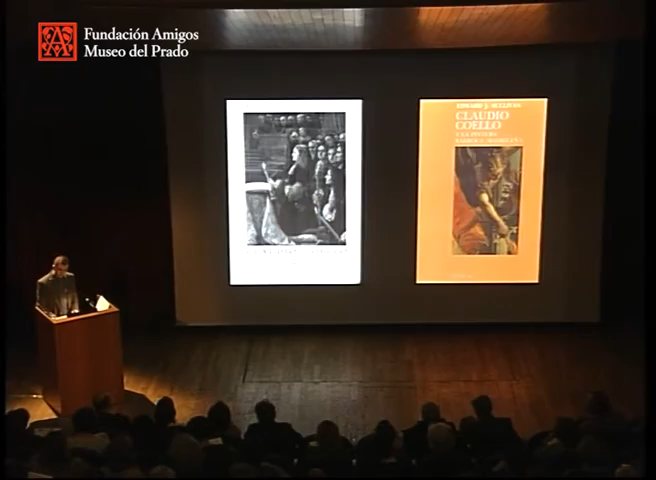 Fundación Amigos
Museo del Prado
EDWARD J. SULLIVAN
CLAUDIO
COELLO
Y LA PINTURA
BARROCA MADRILEÑA